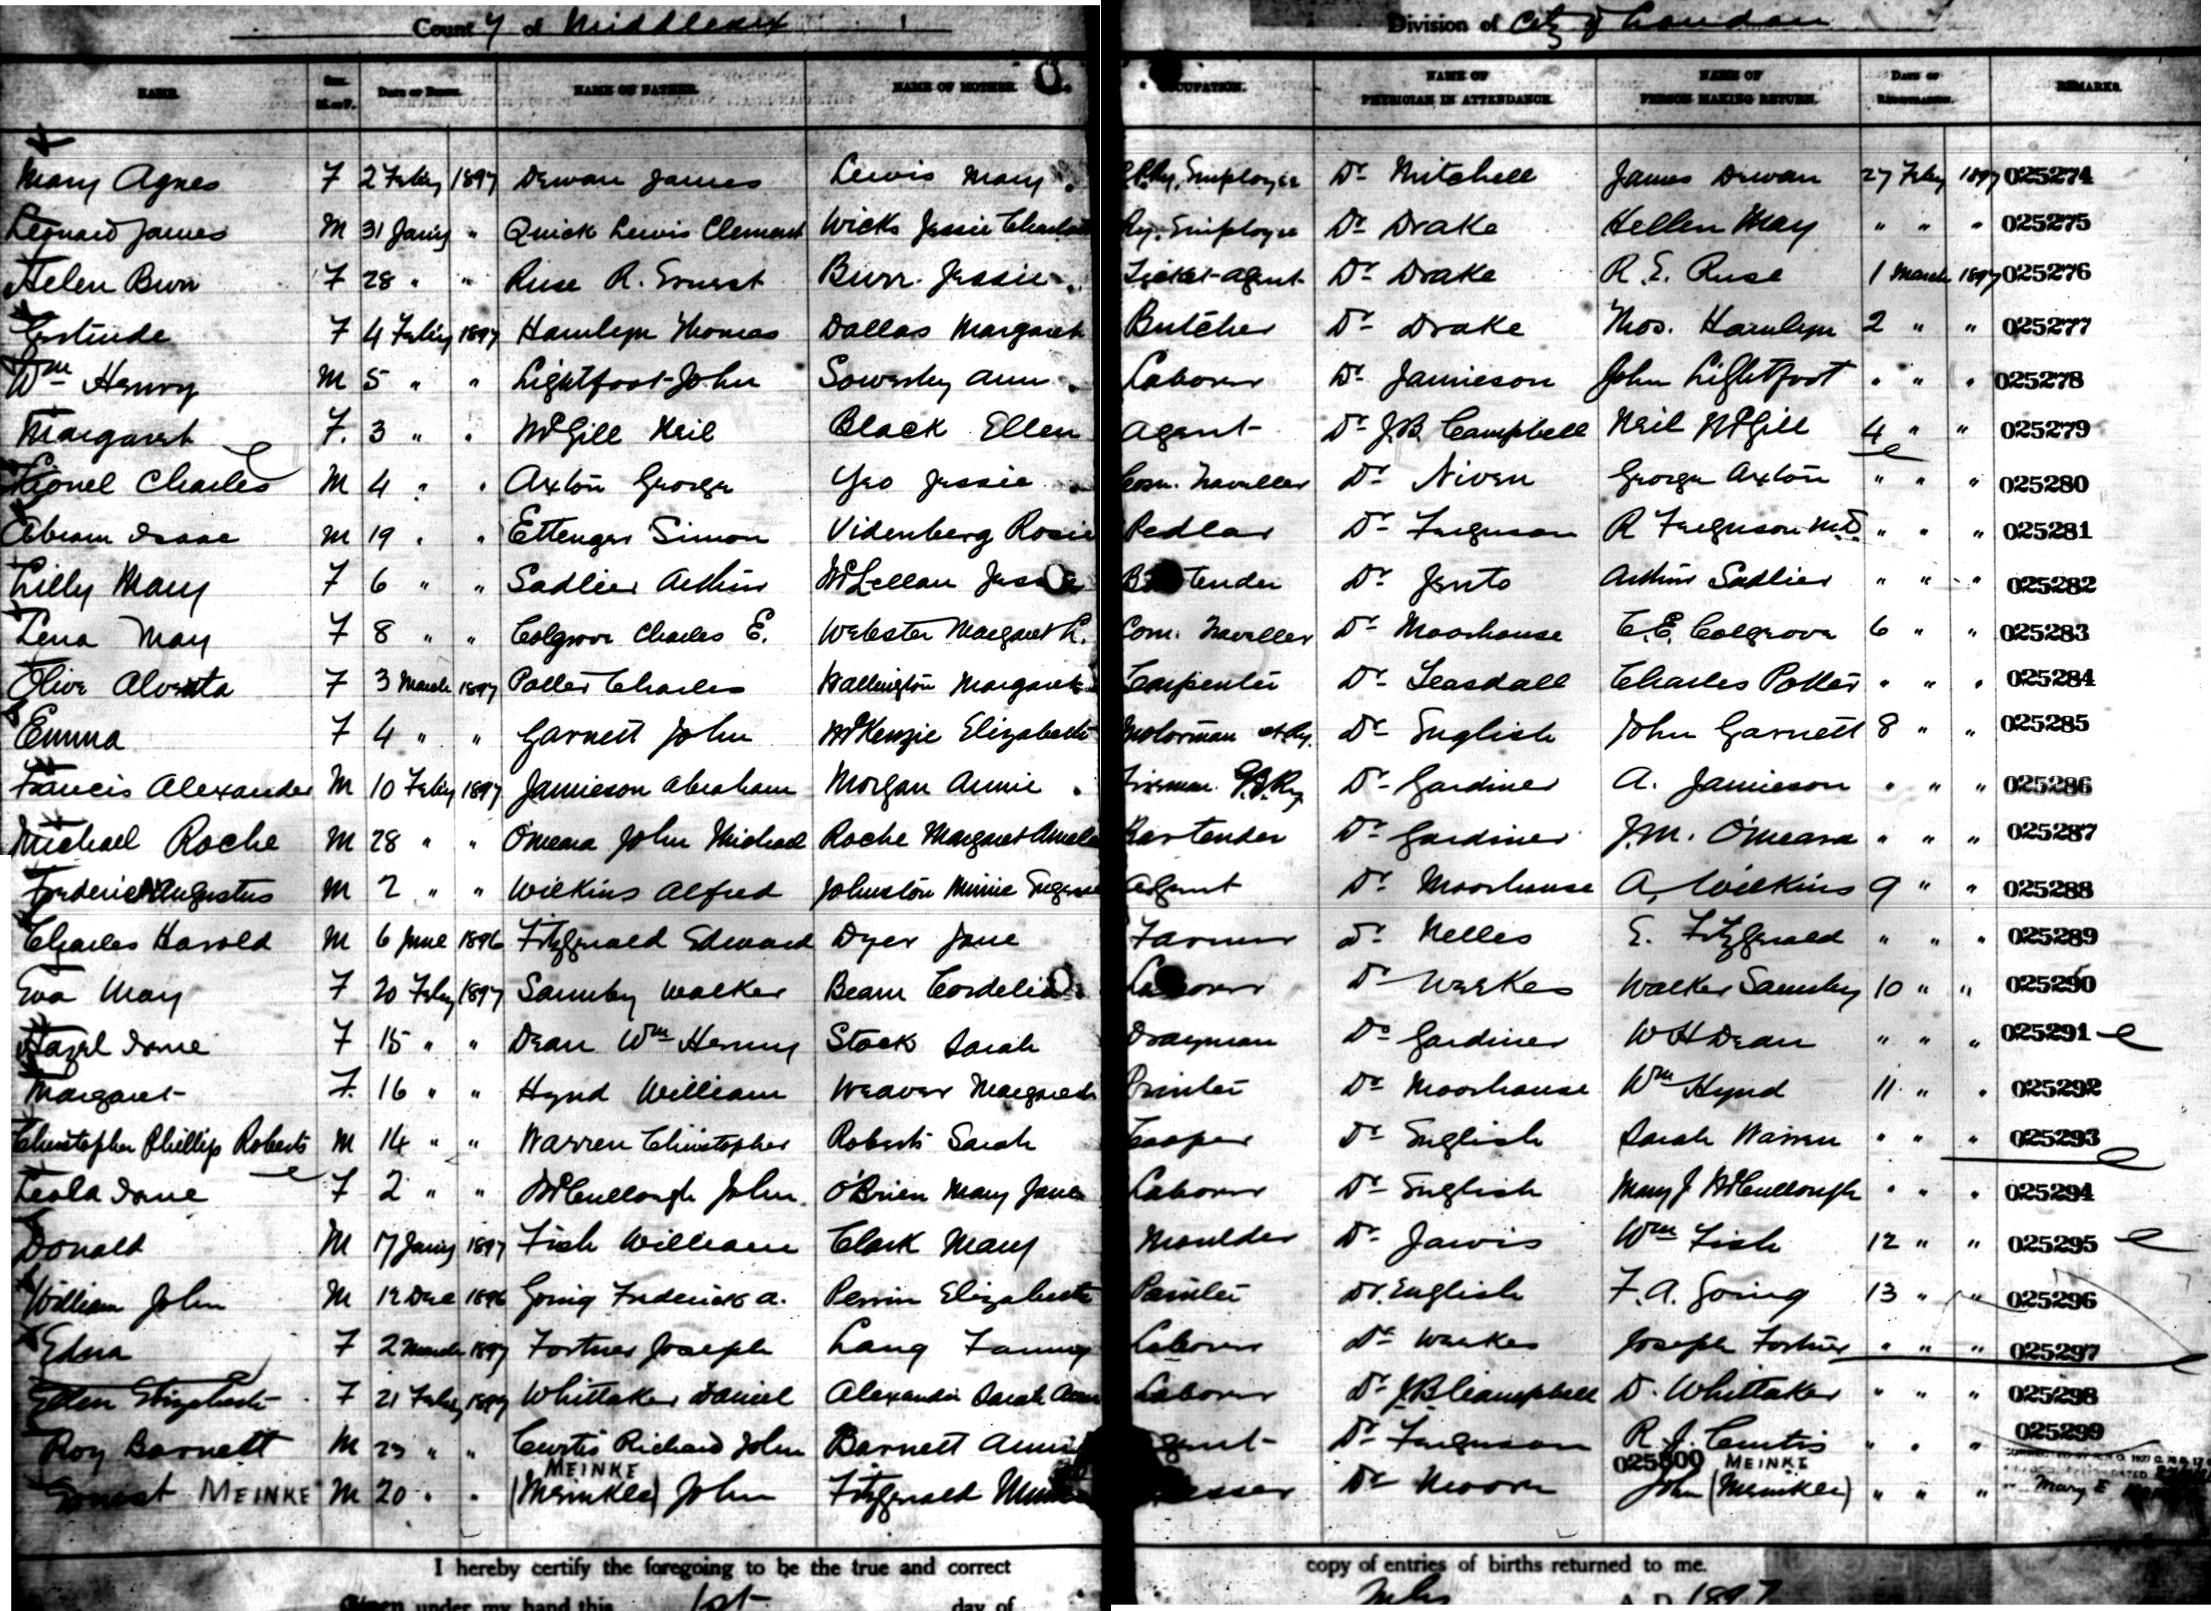 County of Middlesex Division of City of London
NAME. SEX. M. or F. DATE OF BIRTH. NAME OF FATHER. NAME OF MOTHER. OCCUPATION. NAME OF PHYSICIAN IN ATTENDANCE. NAME OF PERSON MAKING RETURN. DATE OF REGISTRATION. REMARKS.
Mary Agnes F 2 Feby 1897 Dewan James Lewis Mary Ry. Employee Dr Mitchell James Dewan 27 Feby 1897 025274
Leonard James M 31 Jany " Quick Lewis Clement Wicks Jessie Charlotte Ry. Employee Dr Drake Hellen May " " " 025275
Helen Burr F 28 " " Ruse R. Ernest Burr Jessie Ticket-agent Dr Drake R. E. Ruse 1 March 1897 025276
Gertrude F 4 Feby 1897 Hamlyn Thomas Dallas Margaret Butcher Dr Drake Thos. Hamlyn 2 " " 025277
Wm Henry M 5 " " Lightfoot John Sowerby Ann Laborer Dr Jamieson John Lightfoot " " " 025278
Margaret F. 3 " " McGill Neil Black Ellen Agent Dr J.B. Campbell Neil McGill 4 " " 025279
Lionel Charles M 4 " " Axton George Yeo Jessie Com. Traveller Dr Niven George Axton " " " 025280
Abram Isaac M 19 " " Ettenger Simon Videnberg Rosie Pedlar Dr Ferguson R Ferguson M.D. " " " 025281
Lilly Mary F 6 " " Sadlier Arthur McLellan Jessie Bartender Dr Jento Arthur Sadlier " " " 025282
Lena May F 8 " " Colgrove Charles E. Webster Margaret L. Com. Traveller Dr Moorhouse C. E. Colgrove 6 " " 025283
Olive Alverta F 3 March 1897 Potter Charles Wallington Margaret Carpenter Dr Teasdall Charles Potter " " " 025284
Emma F 4 " " Garnett John McKenzie Elizabeth Motorman St Ry. Dr English John Garnett 8 " " 025285
Francis Alexander M 10 Feby 1897 Jamieson Abraham Morgan Annie Fireman G.T.Ry. Dr Gardiner A. Jamieson " " " 025286
Michael Roche M 28 " " O'Meara John Michael Roche Margaret Bartender Dr Gardiner J.M. O'Meara " " " 025287
Frederick Augustus M 7 " " Wilkins Alfred Johnston Minnie Eugenie Agent Dr Moorhouse A. Wilkins 9 " " 025288
Charles Harold M 6 June 1896 Fitzgerald Edward Dyer Jane Farmer Dr Nelles E. Fitzgerald " " " 025289
Eva May F 20 Feby 1897 Saunby Walker Beam Cordelia Laborer Dr Weekes Walker Saunby 10 " " 025290
Hazel Irene F 15 " " Dean Wm Henry Stock Sarah Drayman Dr Gardiner W H Dean " " " 025291
Margaret F. 16 " " Hynd William Weaver Margaret Printer Dr Moorhouse Wm Hynd 11 " " 025292
Christopher Phillip Roberts M 14 " " Warren Christopher Roberts Sarah Cooper Dr English Sarah Warren " " " 025293
Leola Irene F 2 " " McCullough John O'Brien Mary Jane Laborer Dr English Mary J McCullough " " " 025294
Donald M 17 Jany 1897 Fish William Clark Mary Moulder Dr Jarvis Wm Fish 12 " " 025295
William John M 12 Dec 1896 Going Frederick A. Perrin Elizabeth Painter Dr. English F. A. Going 13 " " 025296
Edna F 2 March 1897 Fortner Joseph Lang Fanny Laborer Dr Weekes Joseph Fortner " " " 025297
Ellen Elizabeth F 21 Feby 1897 Whittaker Daniel Alexander Sarah Ann Laborer Dr J.B. Campbell D. Whittaker " " " 025298
Roy Barnett M 23 " " Curtis Richard John Barnett Annie Agent Dr Ferguson R. J. Curtis " " " 025299
MEINKE 025300 MEINKE
Ernest MEINKE M 20 " " (Meinkle) John Fitzgerald Minnie Presser Dr Moore John (Meinkle) " " " Mary E
I hereby certify the foregoing to be the true and correct copy of entries of births returned to me.
Given under my hand this 1st day of July A. D. 1897